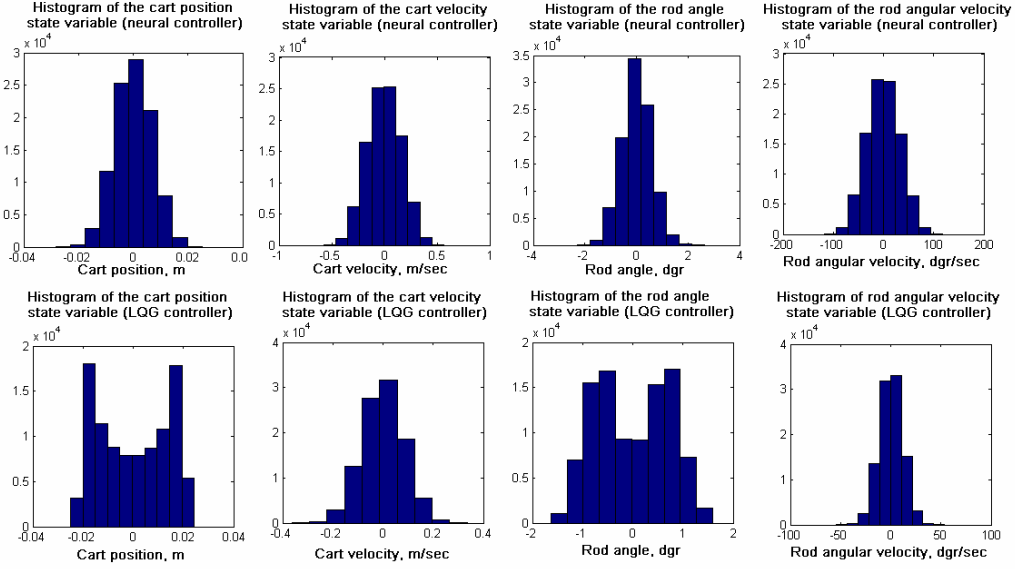 Histogram of the cart position
state variable (neural controller)
x 10^4
3
2.5
2
1.5
1
0.5
0
-0.04 -0.02 0 0.02 0.0
Cart position, m
Histogram of the cart velocity
state variable (neural controller)
x 10^4
3
2.5
2
1.5
1
0.5
0
-1 -0.5 0 0.5 1
Cart velocity, m/sec
Histogram of the rod angle
state variable (neural controller)
x 10^4
3.5
3
2.5
2
1.5
1
0.5
0
-4 -2 0 2 4
Rod angle, dgr
Histogram of the rod angular velocity
state variable (neural controller)
x 10^4
3
2.5
2
1.5
1
0.5
0
-200 -100 0 100 200
Rod angular velocity, dgr/sec
Histogram of the cart position
state variable (LQG controller)
x 10^4
2
1.5
1
0.5
0
-0.04 -0.02 0 0.02 0.04
Cart position, m
Histogram of the cart velocity
state variable (LQG controller)
x 10^4
4
3
2
1
0
-0.4 -0.2 0 0.2 0.4
Cart velocity, m/sec
Histogram of the rod angle
state variable (LQG controller)
x 10^4
2
1.5
1
0.5
0
-2 -1 0 1 2
Rod angle, dgr
Histogram of rod angular velocity
state variable (LQG controller)
x 10^4
4
3
2
1
0
-100 -50 0 50 100
Rod angular velocity, dgr/sec